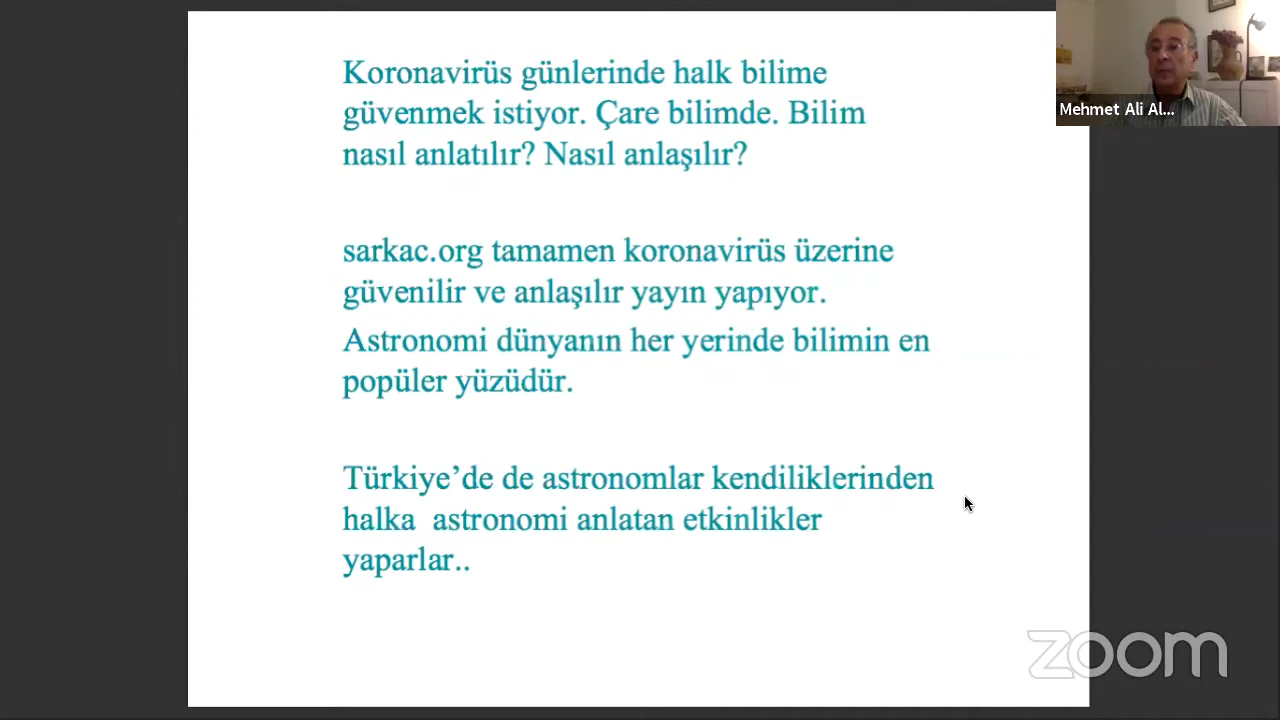 Koronavirüs günlerinde halk bilime
güvenmek istiyor. Çare bilimde. Bilim
nasıl anlatılır? Nasıl anlaşılır?
sarkac.org tamamen koronavirüs üzerine
güvenilir ve anlaşılır yayın yapıyor.
Astronomi dünyanın her yerinde bilimin en
popüler yüzüdür.
Türkiye’de de astronomlar kendiliklerinden
halka  astronomi anlatan etkinlikler
yaparlar..
Mehmet Ali Al...
zoom